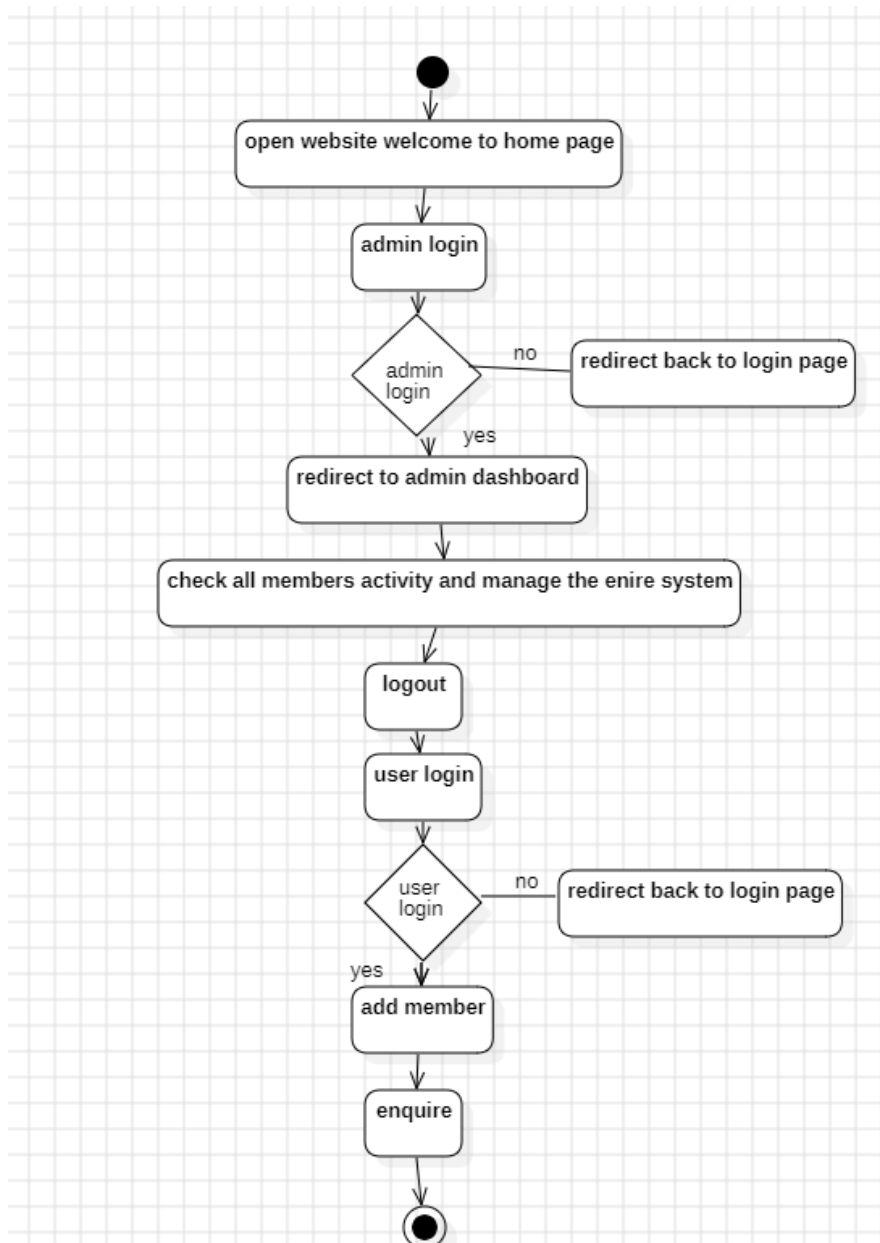 open website welcome to home page
admin login
admin
login
no
redirect back to login page
yes
redirect to admin dashboard
check all members activity and manage the enire system
logout
user login
user
login
no
redirect back to login page
yes
add member
enquire